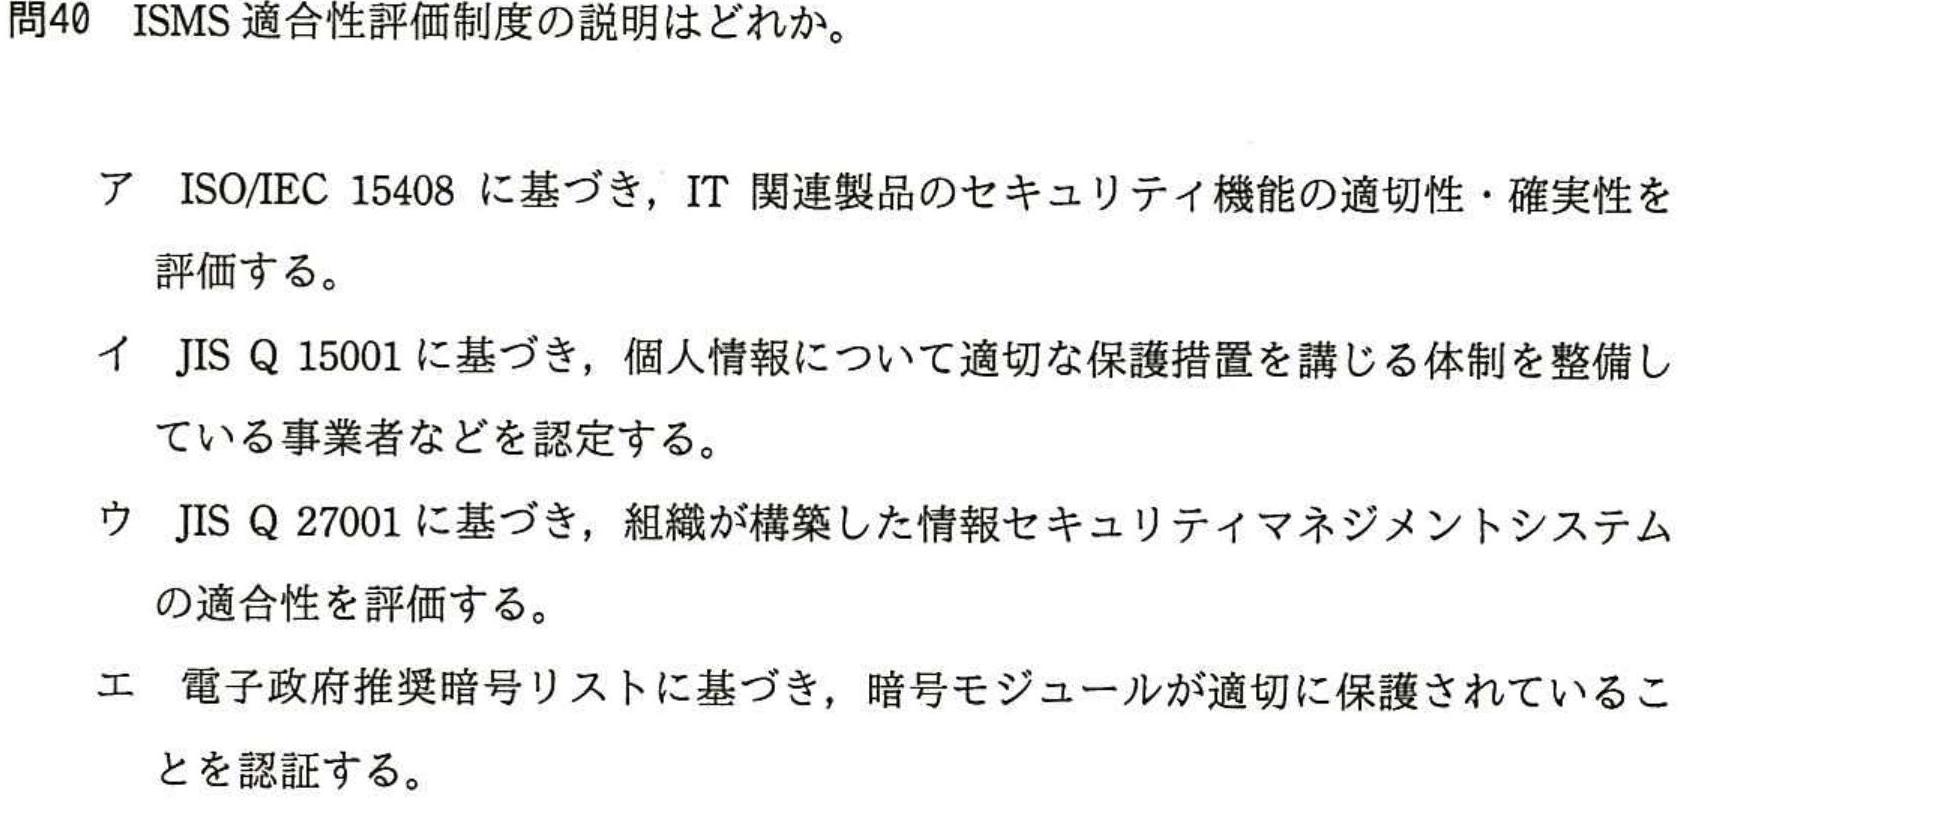 問40 ISMS 適合性評価制度の説明はどれか。
ア ISO/IEC 15408 に基づき，IT 関連製品のセキュリティ機能の適切性・確実性を
評価する。
イ JIS Q 15001 に基づき，個人情報について適切な保護措置を講じる体制を整備し
ている事業者などを認定する。
ウ JIS Q 27001 に基づき，組織が構築した情報セキュリティマネジメントシステム
の適合性を評価する。
エ 電子政府推奨暗号リストに基づき，暗号モジュールが適切に保護されているこ
とを認証する。